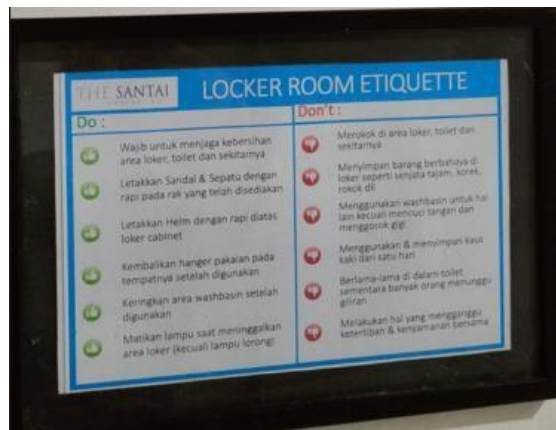 THE SANTAI
LOCKER ROOM ETIQUETTE
Do :
Wajib untuk menjaga kebersihan
area loker, toilet dan sekitarnya
Letakkan Sandal & Sepatu dengan
rapi pada rak yang telah disediakan
Letakkan Helm dengan rapi diatas
loker cabinet
Kembalikan hanger pakaian pada
tempatnya setelah digunakan
Keringkan area washbasin setelah
digunakan
Matikan lampu saat meninggalkan
area loker (kecuali lampu lorong)
Don't :
Merokok di area loker, toilet dan
sekitarnya
Menyimpan barang berbahaya di
loker seperti senjata tajam, korek,
rokok dll
Menggunakan washbasin untuk hal
lain kecuali mencuci tangan dan
menggosok gigi
Menggunakan & menyimpan kaus
kaki dari satu hari
Berlama-lama di dalam toilet
sementara banyak orang menunggu
giliran
Melakukan hal yang mengganggu
ketertiban & kenyamanan bersama